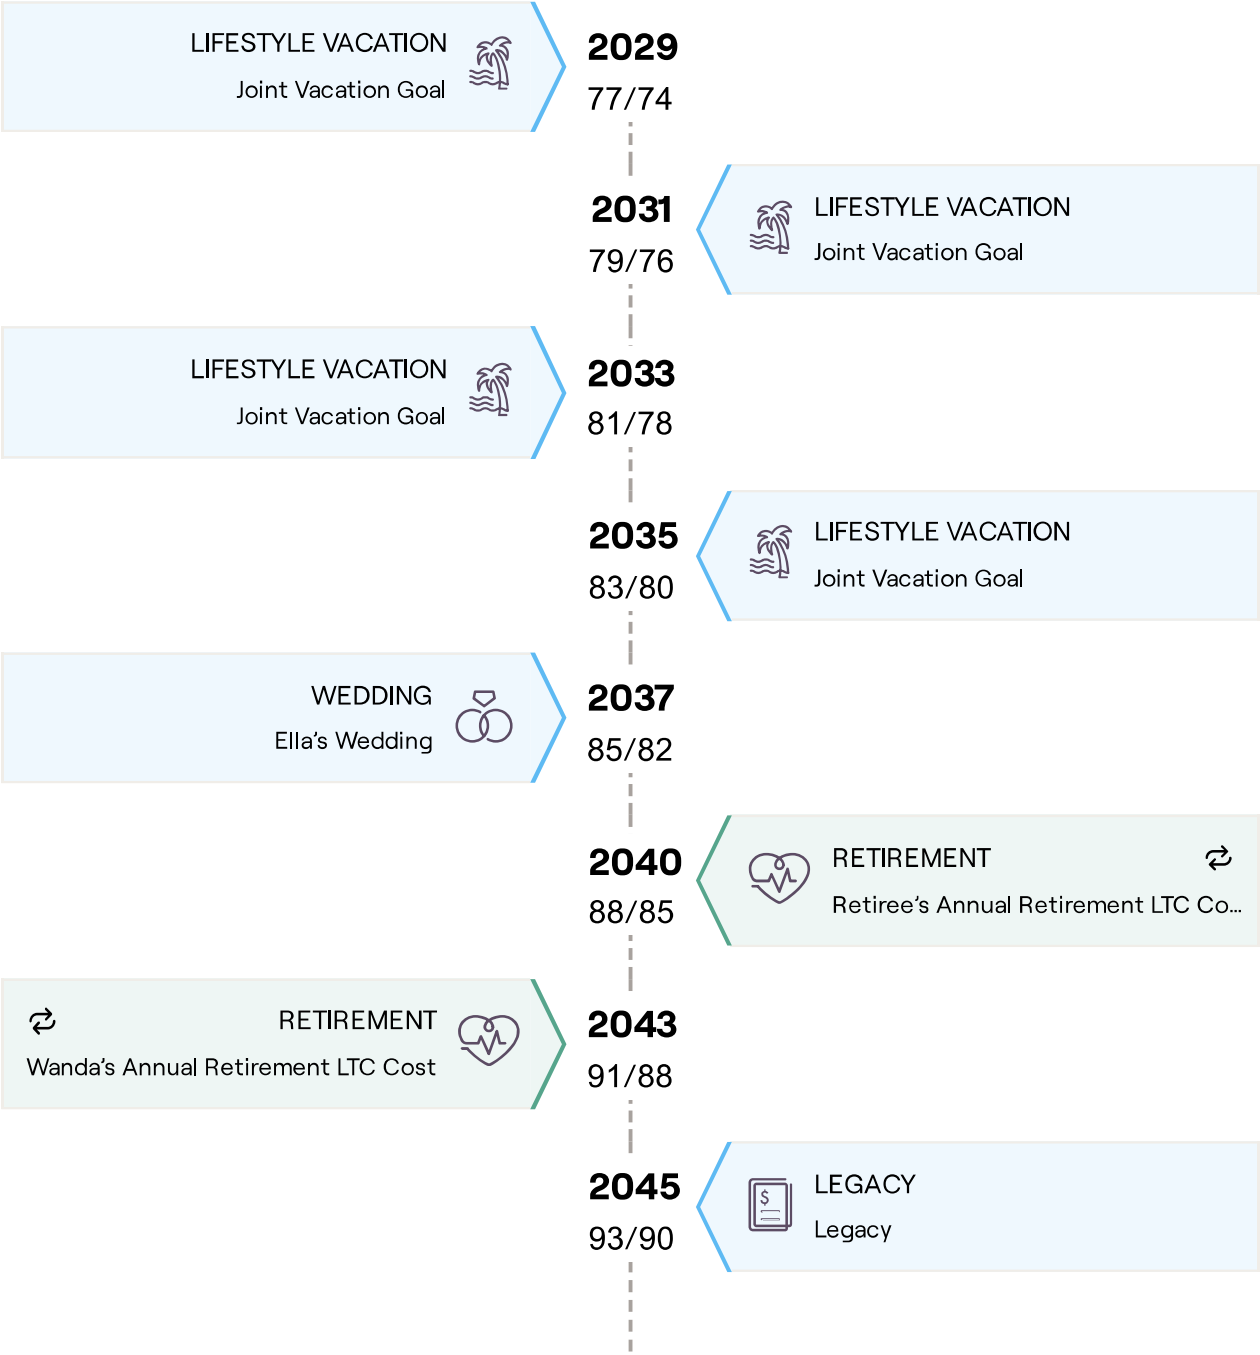 LIFESTYLE VACATION
Joint Vacation Goal
2029
77/74
2031
79/76
LIFESTYLE VACATION
Joint Vacation Goal
LIFESTYLE VACATION
Joint Vacation Goal
2033
81/78
2035
83/80
LIFESTYLE VACATION
Joint Vacation Goal
WEDDING
Ella’s Wedding
2037
85/82
2040
88/85
RETIREMENT
Retiree’s Annual Retirement LTC Co...
RETIREMENT
Wanda’s Annual Retirement LTC Cost
2043
91/88
2045
93/90
$
LEGACY
Legacy